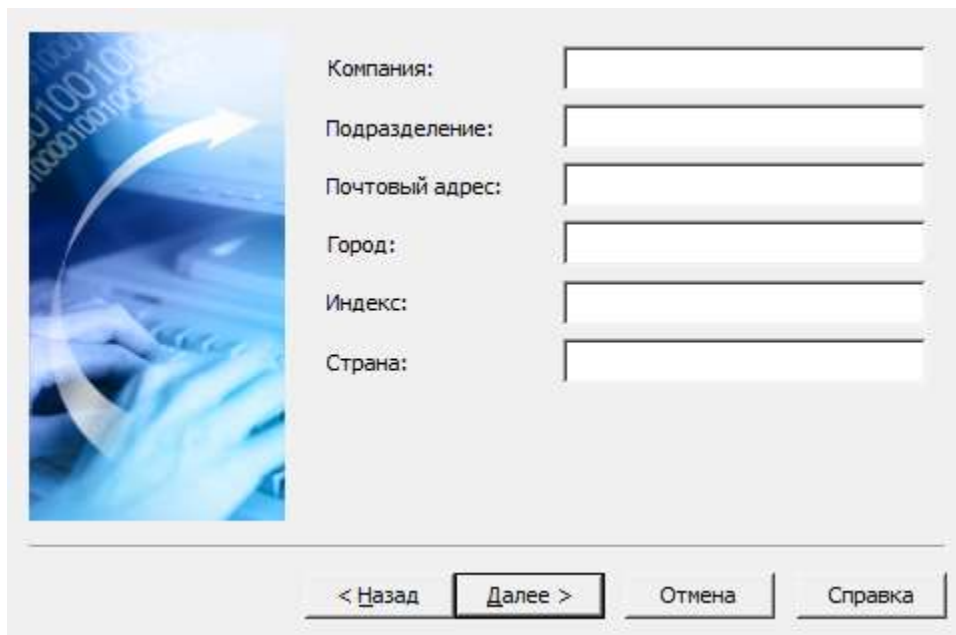 Компания:
Подразделение:
Почтовый адрес:
Город:
Индекс:
Страна:
< Назад Далее > Отмена Справка